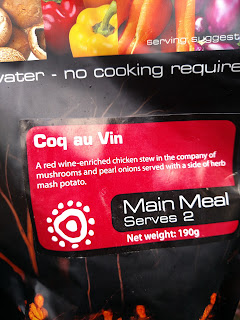 serving suggest
water - no cooking require
Coq au Vin
A red wine-enriched chicken stew in the company of
mushrooms and pearl onions served with a side of herb
mash potato.
Main Meal
Serves 2
Net weight: 190g